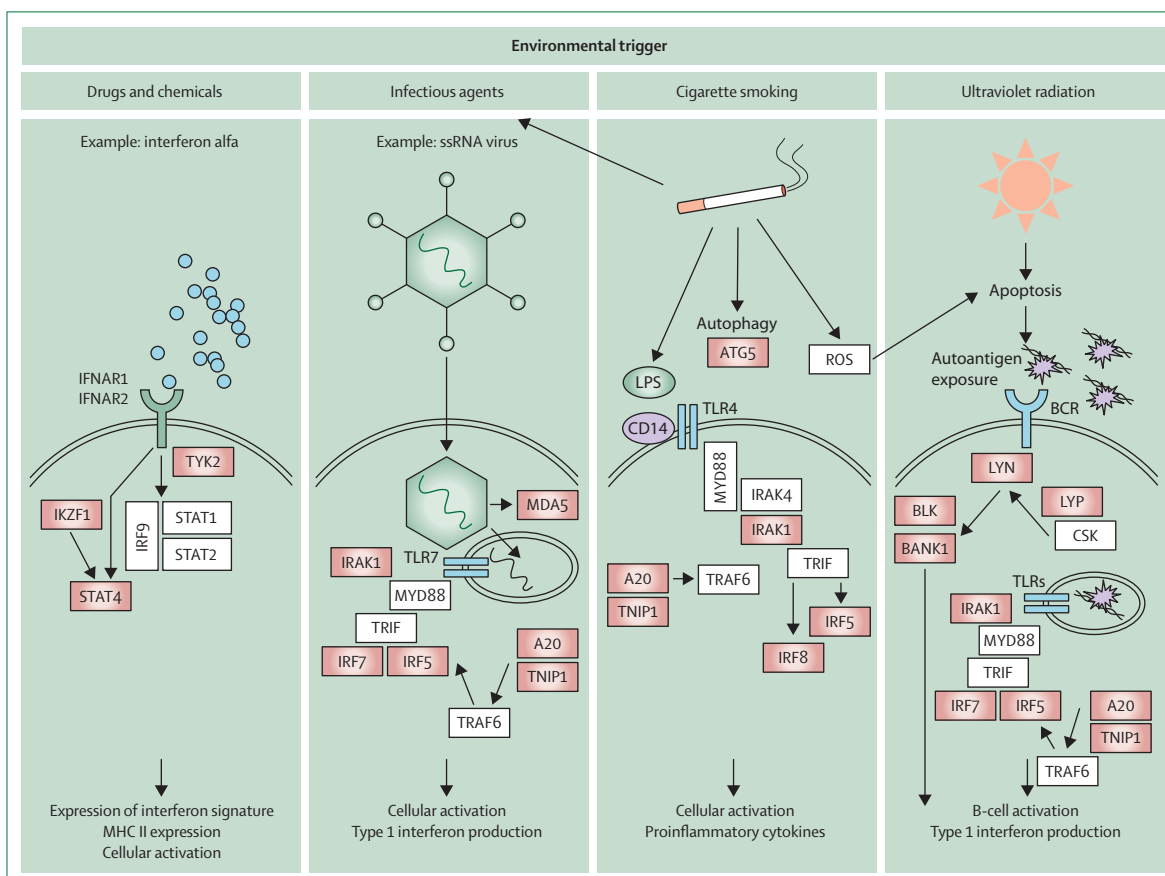 Environmental trigger
Drugs and chemicals
Infectious agents
Cigarette smoking
Ultraviolet radiation
Example: interferon alfa
IFNAR1
IFNAR2
TYK2
IKZF1
IRF9
STAT1
STAT2
STAT4
Expression of interferon signature
MHC II expression
Cellular activation
Example: ssRNA virus
MDA5
TLR7
IRAK1
MYD88
TRIF
IRF7
IRF5
A20
TNIP1
TRAF6
Cellular activation
Type 1 interferon production
Autophagy
ATG5
ROS
LPS
CD14
TLR4
MYD88
IRAK4
IRAK1
TRIF
A20
TNIP1
TRAF6
IRF5
IRF8
Cellular activation
Proinflammatory cytokines
Apoptosis
Autoantigen
exposure
BCR
LYN
BLK
LYP
BANK1
CSK
TLRs
IRAK1
MYD88
TRIF
IRF7
IRF5
A20
TNIP1
TRAF6
B-cell activation
Type 1 interferon production